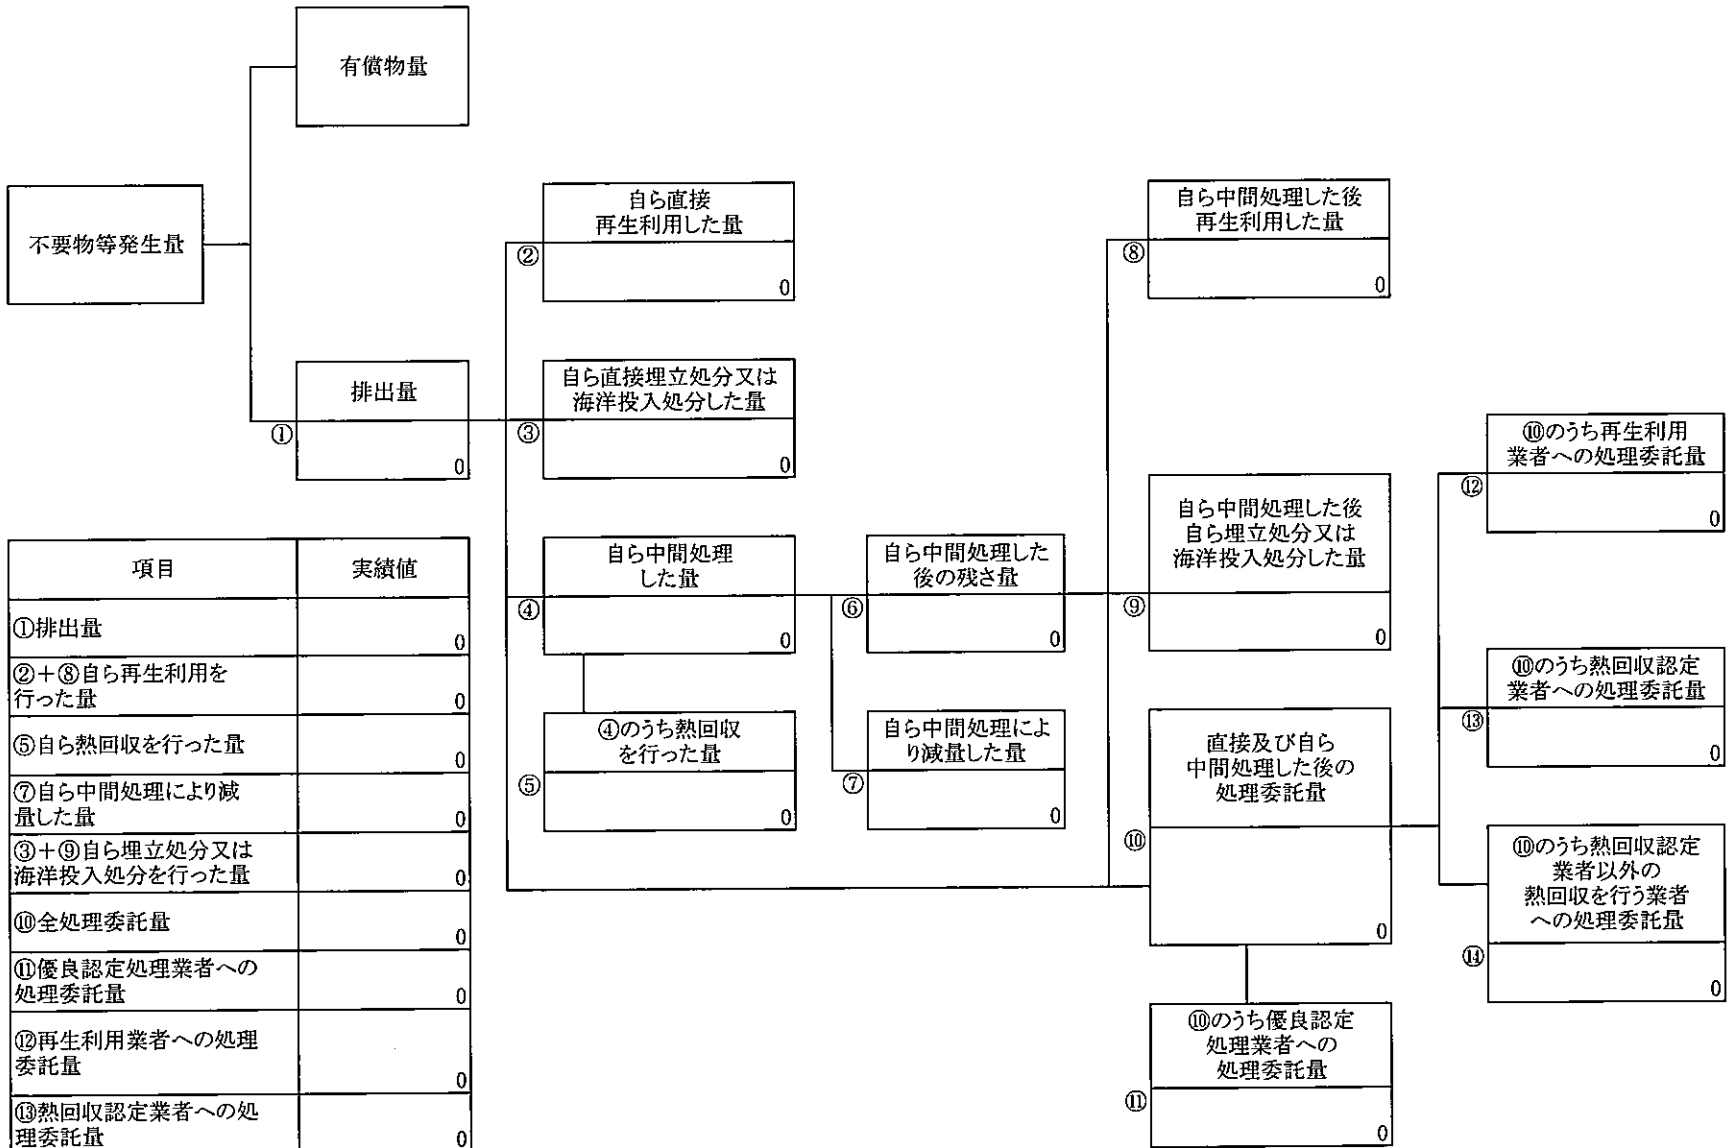 有償物量
不要物等発生量
排出量
①
0
自ら直接
再生利用した量
②
0
自ら直接埋立処分又は
海洋投入処分した量
③
0
自ら中間処理
した量
④
0
④のうち熱回収
を行った量
⑤
0
自ら中間処理した
後の残さ量
⑥
0
自ら中間処理によ
り減量した量
⑦
0
自ら中間処理した後
再生利用した量
⑧
0
自ら中間処理した後
自ら埋立処分又は
海洋投入処分した量
⑨
0
直接及び自ら
中間処理した後の
処理委託量
⑩
0
⑩のうち優良認定
処理業者への
処理委託量
⑪
0
⑩のうち再生利用
業者への処理委託量
⑫
0
⑩のうち熱回収認定
業者への処理委託量
⑬
0
⑩のうち熱回収認定
業者以外の
熱回収を行う業者
への処理委託量
⑭
0
項目 実績値
①排出量
0
②+⑧自ら再生利用を
行った量 0
⑤自ら熱回収を行った量
0
⑦自ら中間処理により減
量した量 0
③+⑨自ら埋立処分又は
海洋投入処分を行った量 0
⑩全処理委託量
0
⑪優良認定処理業者への
処理委託量 0
⑫再生利用業者への処理
委託量 0
⑬熱回収認定業者への処
理委託量 0